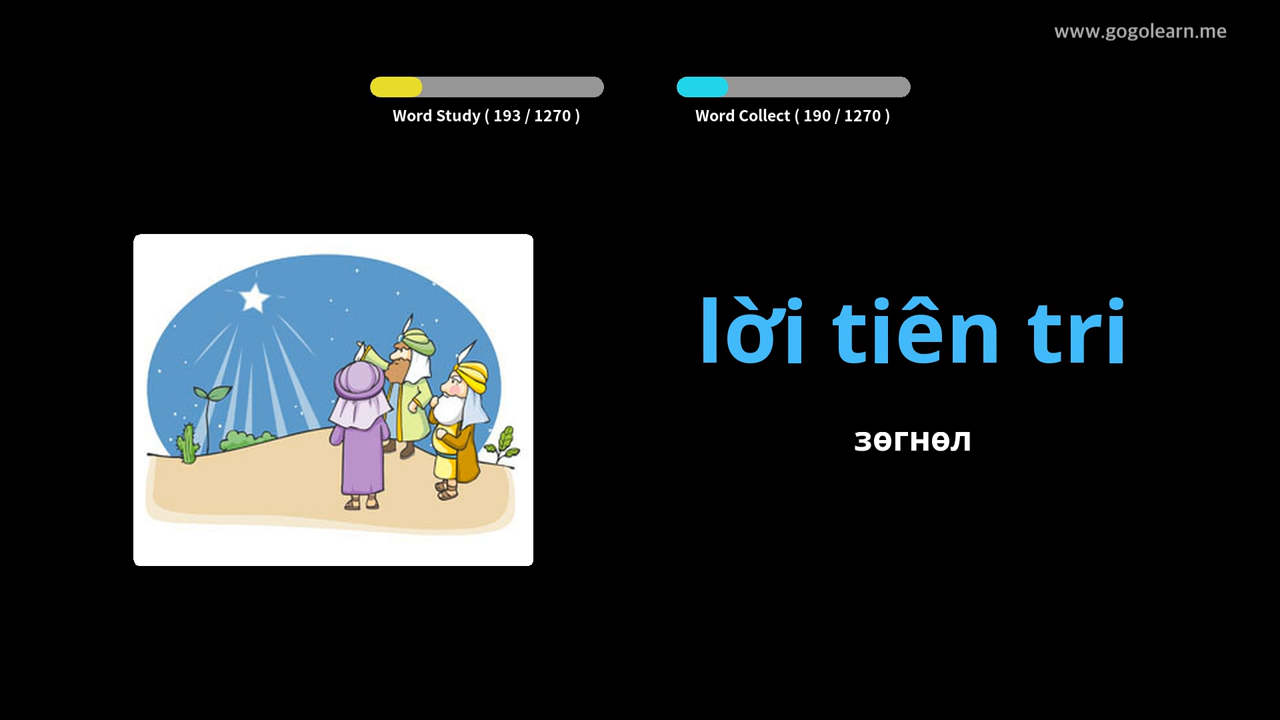 www.gogolearn.me
Word Study ( 193 / 1270 )
Word Collect ( 190 / 1270 )
lời tiên tri
зөгнөл